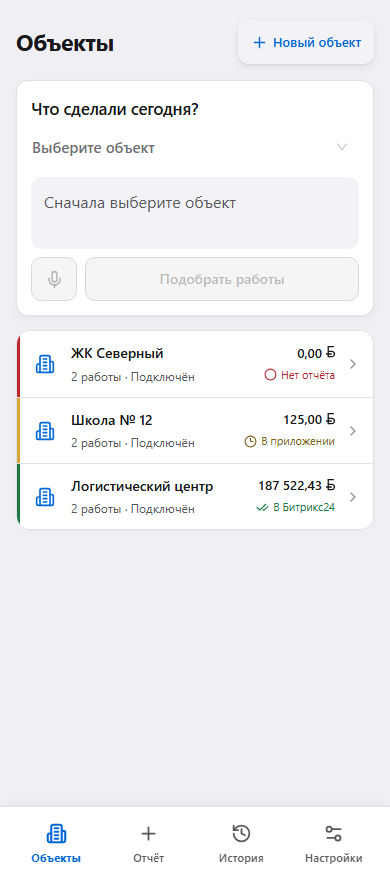 Объекты
Новый объект
Что сделали сегодня?
Выберите объект
Сначала выберите объект
Подобрать работы
ЖК Северный
0,00 Ƃ
2 работы · Подключён
Нет отчёта
Школа № 12
125,00 Ƃ
2 работы · Подключён
В приложении
Логистический центр
187 522,43 Ƃ
2 работы · Подключён
В Битрикс24
Объекты
Отчёт
История
Настройки